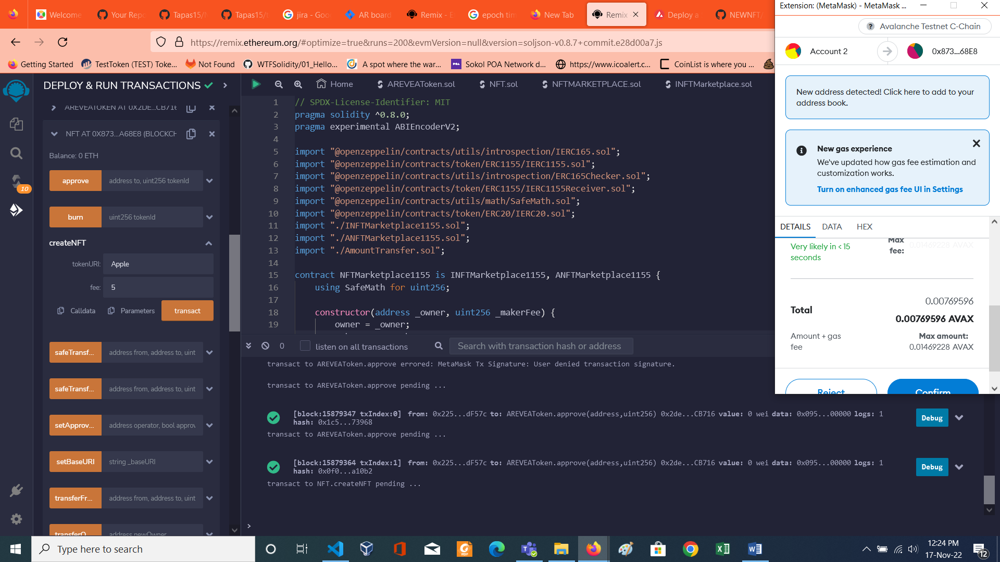 Welcome
Your Repo
Tapas15/N
Tapas15/t
jira - Goo
AR board
Remix - E
epoch tim
New Tab
Remix
Deploy a
NEWNFT/
Extension: (MetaMask) - MetaMask ...
https://remix.ethereum.org/#optimize=true&runs=200&evmVersion=null&version=soljson-v0.8.7+commit.e28d00a7.js
Getting Started
TestToken (TEST) Toke...
Not Found
WTFSolidity/01_Hello...
A spot where the war...
Sokol POA Network d...
https://www.icoalert.c...
CoinList is where you ...
DEPLOY & RUN TRANSACTIONS
AREVEATOKEN AT 0X2DE...CB716
NFT AT 0X873...A68E8 (BLOCKCH
Balance: 0 ETH
approve address to, uint256 tokenId
burn uint256 tokenId
createNFT
tokenURI: Apple
fee: 5
Calldata Parameters transact
safeTransf... address from, address to, uint
safeTransf... address from, address to, uint
setApprov... address operator, bool approv
setBaseURI string _baseURI
transferFr... address from, address to, uint
transferO... address newOwner
10
Home
AREVEAToken.sol
NFT.sol
NFTMARKETPLACE.sol
INFTMarketplace.sol
1 // SPDX-License-Identifier: MIT
2 pragma solidity ^0.8.0;
3 pragma experimental ABIEncoderV2;
4
5 import "@openzeppelin/contracts/utils/introspection/IERC165.sol";
6 import "@openzeppelin/contracts/token/ERC1155/IERC1155.sol";
7 import "@openzeppelin/contracts/utils/introspection/ERC165Checker.sol";
8 import "@openzeppelin/contracts/token/ERC1155/IERC1155Receiver.sol";
9 import "@openzeppelin/contracts/utils/math/SafeMath.sol";
10 import "@openzeppelin/contracts/token/ERC20/IERC20.sol";
11 import "./INFTMarketplace1155.sol";
12 import "./ANFTMarketplace1155.sol";
13 import "./AmountTransfer.sol";
14
15 contract NFTMarketplace1155 is INFTMarketplace1155, ANFTMarketplace1155 {
16 using SafeMath for uint256;
17
18 constructor(address _owner, uint256 _makerFee) {
19 owner = _owner;
0 listen on all transactions Search with transaction hash or address
transact to AREVEAToken.approve errored: MetaMask Tx Signature: User denied transaction signature.
transact to AREVEAToken.approve pending ...
[block:15879347 txIndex:0] from: 0x225...dF57c to: AREVEAToken.approve(address,uint256) 0x2de...CB716 value: 0 wei data: 0x095...00000 logs: 1
hash: 0x1c5...73968
Debug
transact to AREVEAToken.approve pending ...
[block:15879364 txIndex:1] from: 0x225...dF57c to: AREVEAToken.approve(address,uint256) 0x2de...CB716 value: 0 wei data: 0x095...00000 logs: 1
hash: 0x0f0...a10b2
Debug
transact to NFT.createNFT pending ...
>
Avalanche Testnet C-Chain
Account 2
0x873...68E8
New address detected! Click here to add to your
address book.
New gas experience
We've updated how gas fee estimation and
customization works.
Turn on enhanced gas fee UI in Settings
DETAILS DATA HEX
Very likely in < 15
seconds
Max
fee: 0.01469228 AVAX
0.00769596
Total
0.00769596 AVAX
Amount + gas
fee
Max amount:
0.01469228 AVAX
Reject Confirm
Type here to search
12:24 PM
17-Nov-22
12